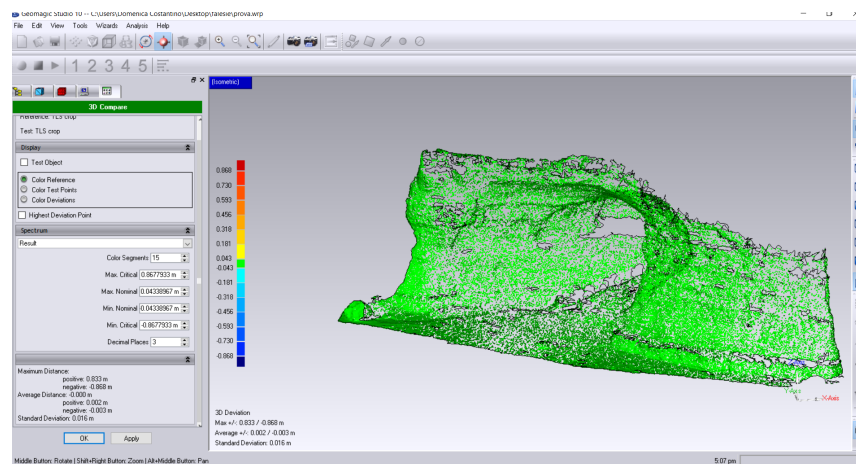 Geomagic Studio 10 -- C:\Users\Domenica Costantino\Desktop\falesie\prova.wrp
File Edit View Tools Wizards Analysis Help
1 2 3 4 5
3D Compare
Reference: TLS crop
Test: TLS crop
Display
Test Object
Color Reference
Color Test Points
Color Deviations
Highest Deviation Point
Spectrum
Result
Color Segments 15
Max. Critical 0.8677933 m
Max. Nominal 0.04338967 m
Min. Nominal -0.04338967 m
Min. Critical -0.8677933 m
Decimal Places 3
Maximum Distance:
positive: 0.833 m
negative: -0.868 m
Average Distance: -0.000 m
positive: 0.002 m
negative: -0.003 m
Standard Deviation: 0.016 m
OK Apply
(Isometric)
0.868
0.730
0.593
0.456
0.318
0.181
0.043
-0.043
-0.181
-0.318
-0.456
-0.593
-0.730
-0.868
Y-Axis
X-Axis
3D Deviation
Max +/-: 0.833 / -0.868 m
Average +/-: 0.002 / -0.003 m
Standard Deviation: 0.016 m
Middle Button: Rotate | Shift+Right Button: Zoom | Alt+Middle Button: Pan
5:07 pm